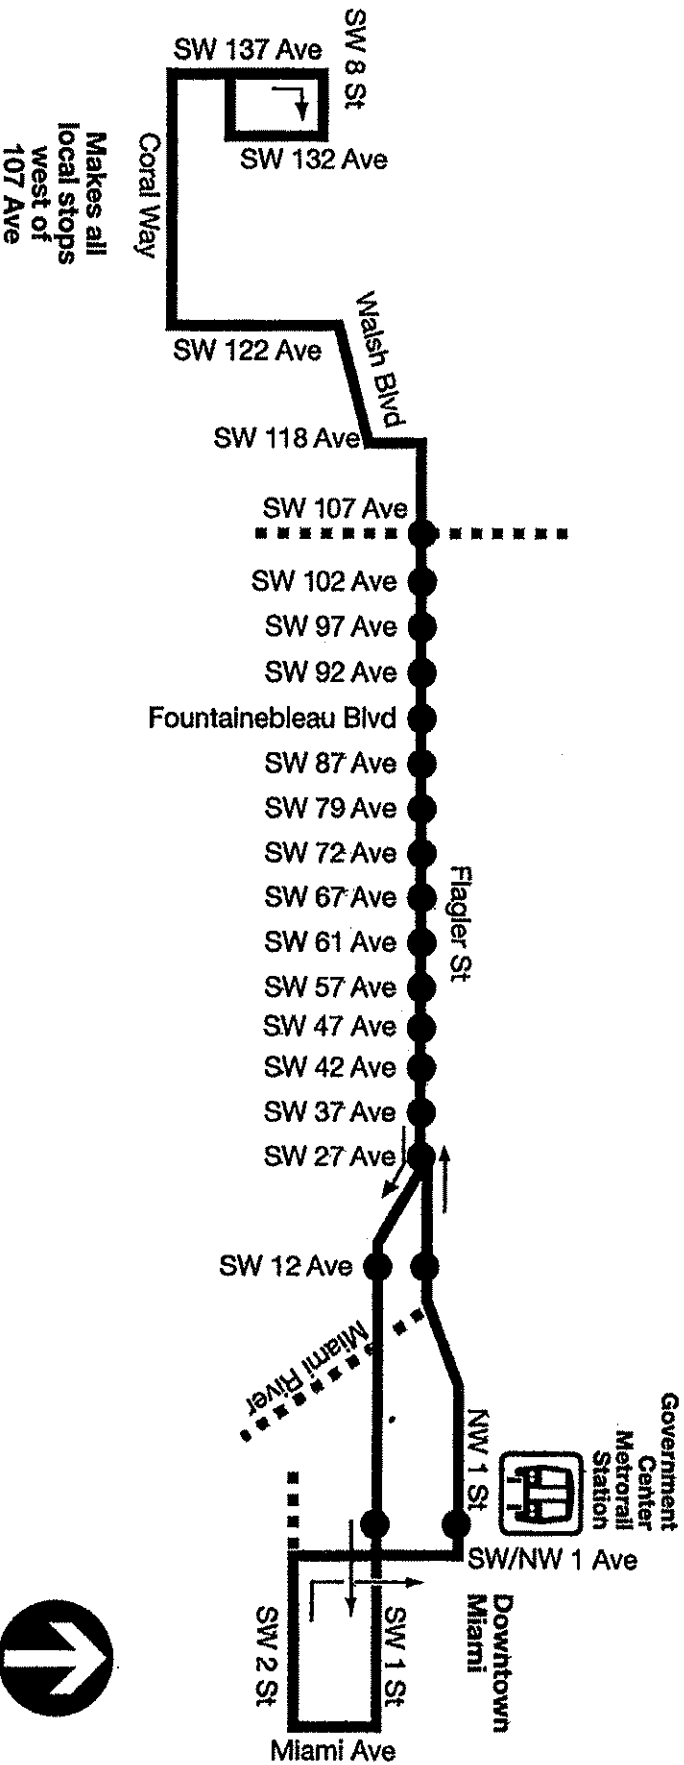 SW 8 St
SW 137 Ave
SW 132 Ave
Coral Way
Makes all
local stops
west of
107 Ave
Walsh Blvd
SW 122 Ave
SW 118 Ave
SW 107 Ave
SW 102 Ave
SW 97 Ave
SW 92 Ave
Fountainebleau Blvd
SW 87 Ave
SW 79 Ave
SW 72 Ave
Flagler St
SW 67 Ave
SW 61 Ave
SW 57 Ave
SW 47 Ave
SW 42 Ave
SW 37 Ave
SW 27 Ave
SW 12 Ave
Miami River
Government
Center
Metrorail
Station
NW 1 St
SW/NW 1 Ave
Downtown
Miami
SW 1 St
SW 2 St
Miami Ave